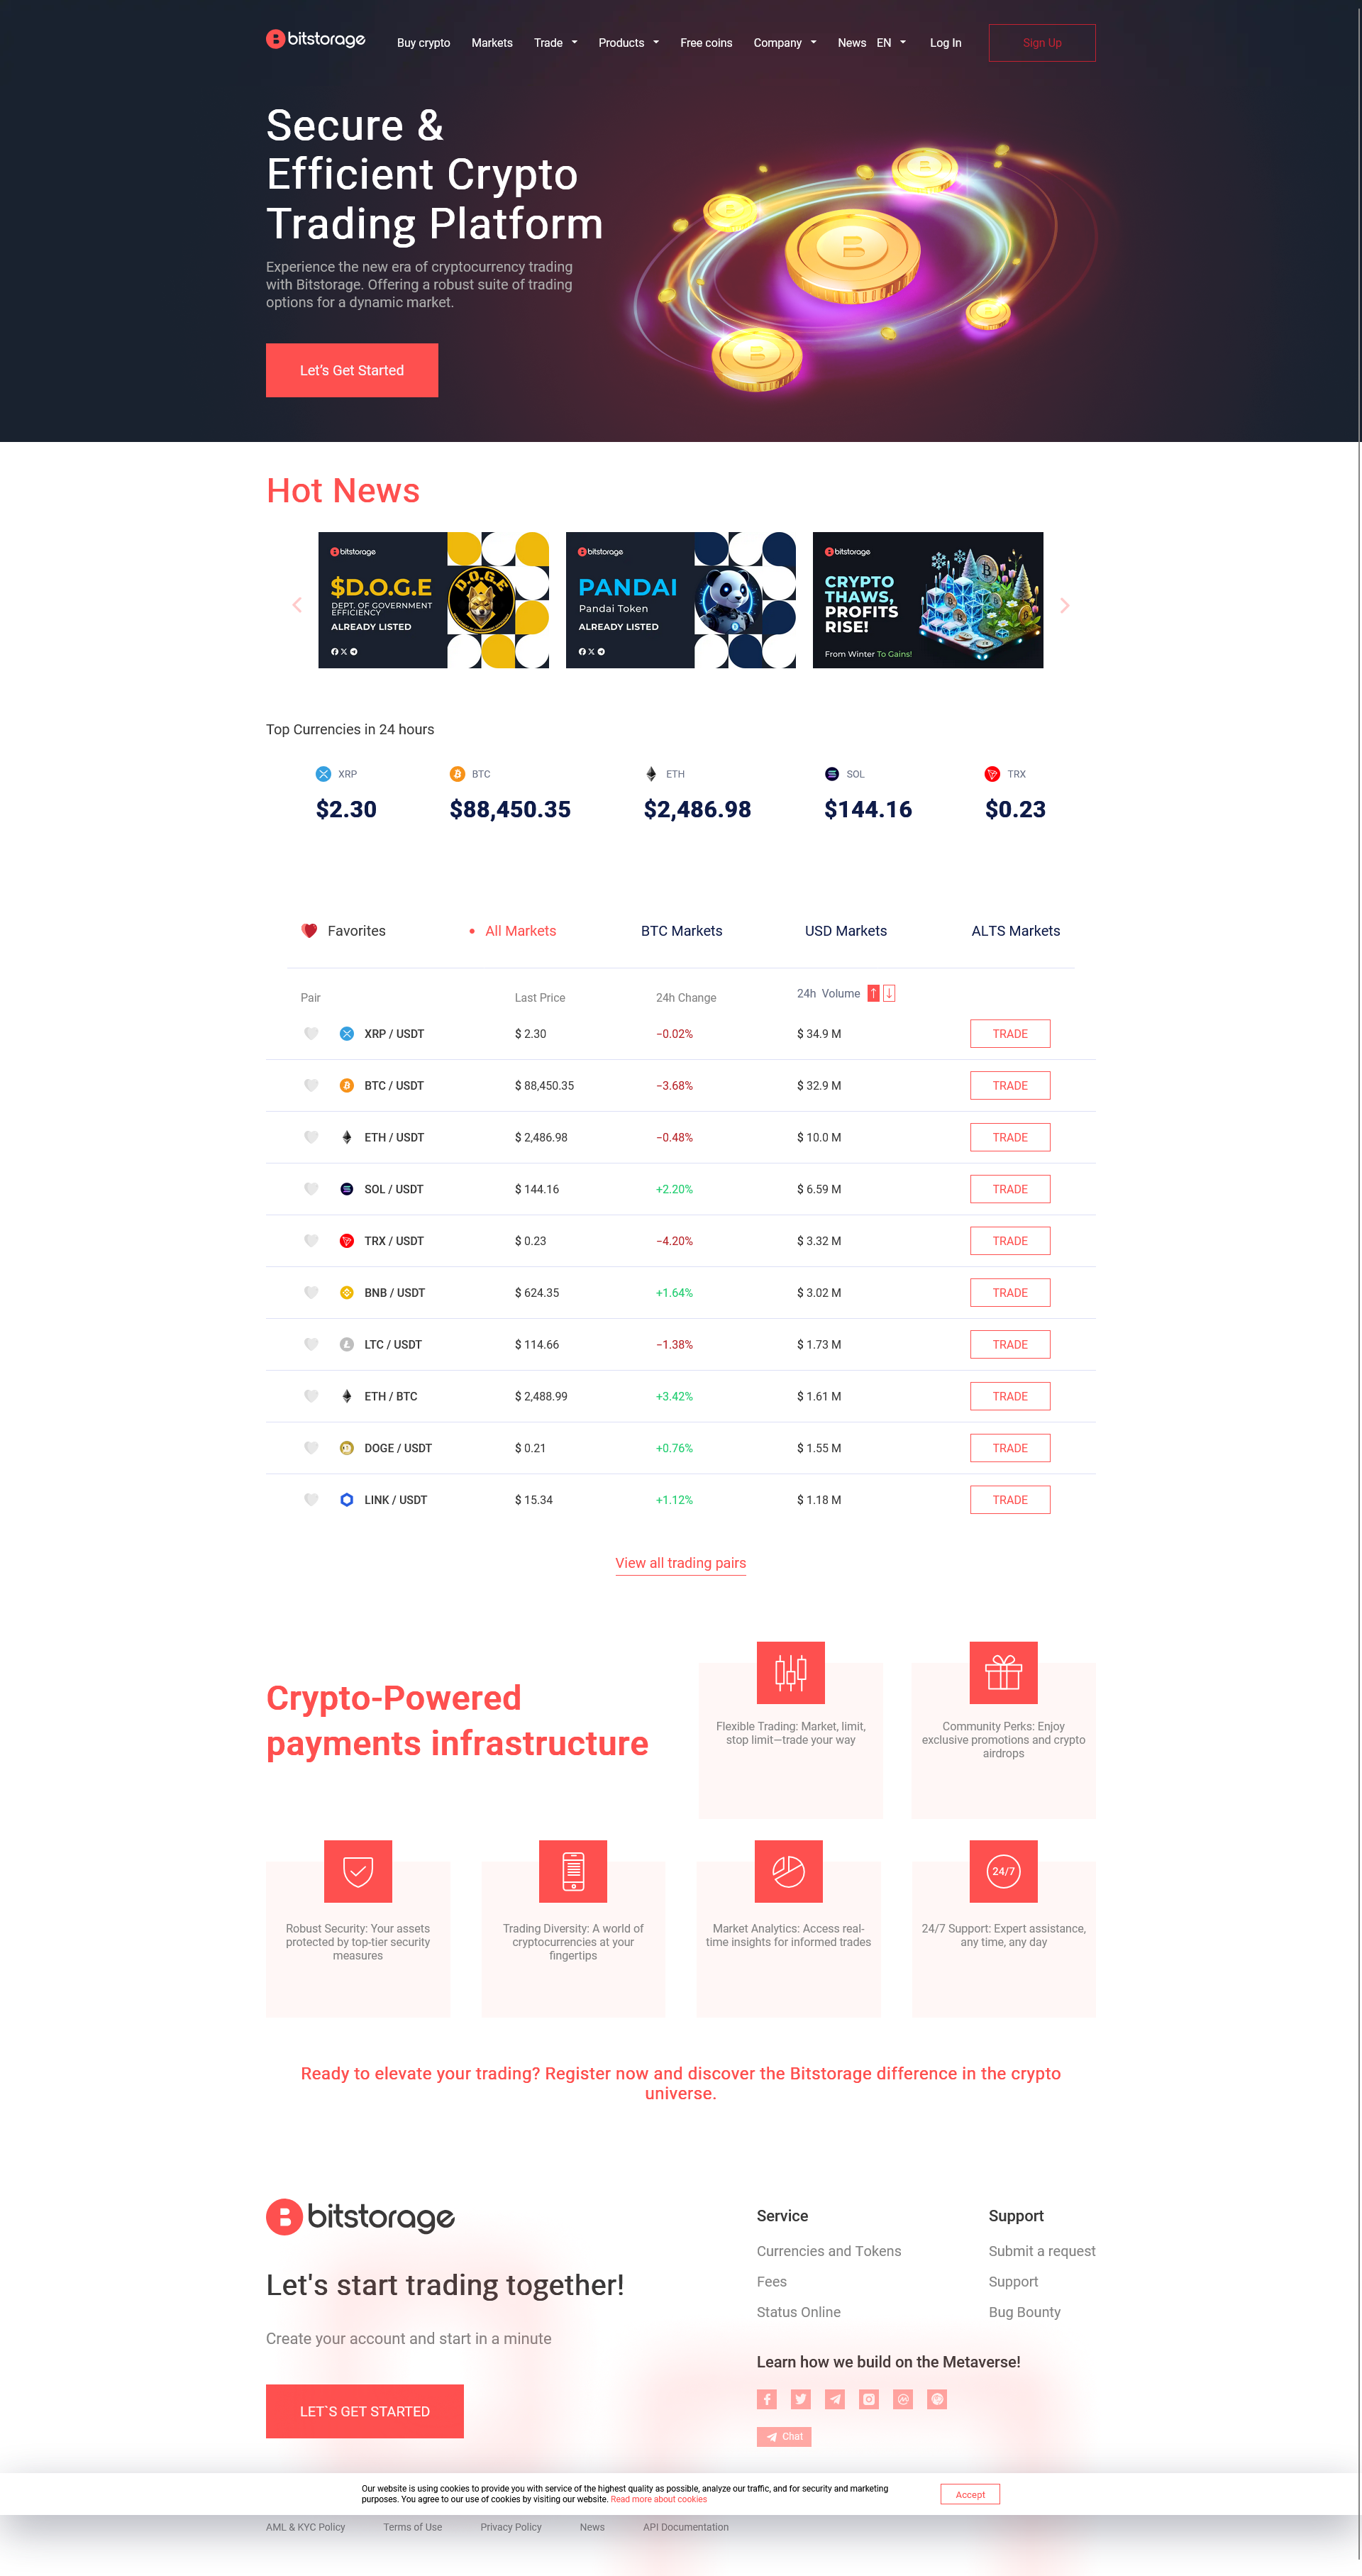 bitstorage
Buy crypto Markets Trade Products Free coins Company News EN Log In Sign Up
Secure &
Efficient Crypto
Trading Platform
Experience the new era of cryptocurrency trading
with Bitstorage. Offering a robust suite of trading
options for a dynamic market.
Let's Get Started
Hot News
bitstorage
$D.O.G.E
DEPT. OF GOVERNMENT
EFFICIENCY
ALREADY LISTED
D.O.G.E
bitstorage
PANDAI
Pandai Token
ALREADY LISTED
bitstorage
CRYPTO
THAWS,
PROFITS
RISE!
From Winter To Gains!
Top Currencies in 24 hours
XRP BTC ETH SOL TRX
$2.30 $88,450.35 $2,486.98 $144.16 $0.23
Favorites All Markets BTC Markets USD Markets ALTS Markets
Pair Last Price 24h Change 24h Volume
XRP / USDT $ 2.30 −0.02% $ 34.9 M TRADE
BTC / USDT $ 88,450.35 −3.68% $ 32.9 M TRADE
ETH / USDT $ 2,486.98 −0.48% $ 10.0 M TRADE
SOL / USDT $ 144.16 +2.20% $ 6.59 M TRADE
TRX / USDT $ 0.23 −4.20% $ 3.32 M TRADE
BNB / USDT $ 624.35 +1.64% $ 3.02 M TRADE
LTC / USDT $ 114.66 −1.38% $ 1.73 M TRADE
ETH / BTC $ 2,488.99 +3.42% $ 1.61 M TRADE
DOGE / USDT $ 0.21 +0.76% $ 1.55 M TRADE
LINK / USDT $ 15.34 +1.12% $ 1.18 M TRADE
View all trading pairs
Crypto-Powered
payments infrastructure
Flexible Trading: Market, limit,
stop limit—trade your way
Community Perks: Enjoy
exclusive promotions and crypto
airdrops
Robust Security: Your assets
protected by top-tier security
measures
Trading Diversity: A world of
cryptocurrencies at your
fingertips
Market Analytics: Access real-
time insights for informed trades
24/7
24/7 Support: Expert assistance,
any time, any day
Ready to elevate your trading? Register now and discover the Bitstorage difference in the crypto
universe.
bitstorage
Let's start trading together!
Create your account and start in a minute
LET`S GET STARTED
Service
Currencies and Tokens
Fees
Status Online
Support
Submit a request
Support
Bug Bounty
Learn how we build on the Metaverse!
Chat
Our website is using cookies to provide you with service of the highest quality as possible, analyze our traffic, and for security and marketing
purposes. You agree to our use of cookies by visiting our website. Read more about cookies
Accept
AML & KYC Policy Terms of Use Privacy Policy News API Documentation